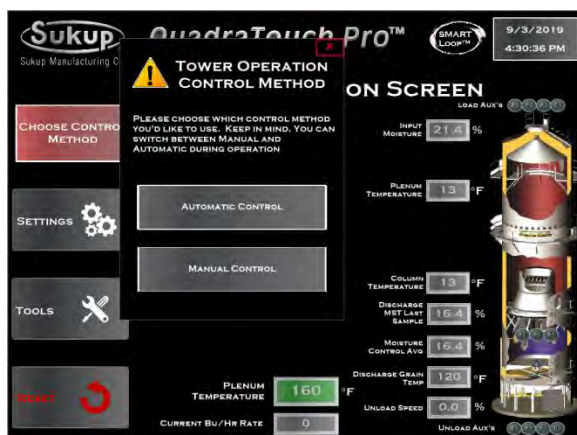 Sukup
Sukup Manufacturing C
QuadraTouch Pro™
SMART
LOOP™
9/3/2019
4:30:36 PM
ON SCREEN
X
TOWER OPERATION
CONTROL METHOD
PLEASE CHOOSE WHICH CONTROL METHOD
YOU'D LIKE TO USE. KEEP IN MIND. YOU CAN
SWITCH BETWEEN MANUAL AND
AUTOMATIC DURING OPERATION
AUTOMATIC CONTROL
MANUAL CONTROL
CHOOSE CONTRO
METHOD
SETTINGS
TOOLS
RESET
LOAD AUX'S
INPUT
MOISTURE
21.4 %
PLENUM
TEMPERATURE
13 °F
COLUMN
TEMPERATURE
13 °F
DISCHARGE
MST LAST
SAMPLE
16.4 %
MOISTURE
CONTROL AVG
16.4 %
DISCHARGE GRAIN
TEMP
120 °F
UNLOAD SPEED
0.0 %
UNLOAD AUX'S
PLENUM
TEMPERATURE
160 °F
CURRENT BU/HR RATE
0